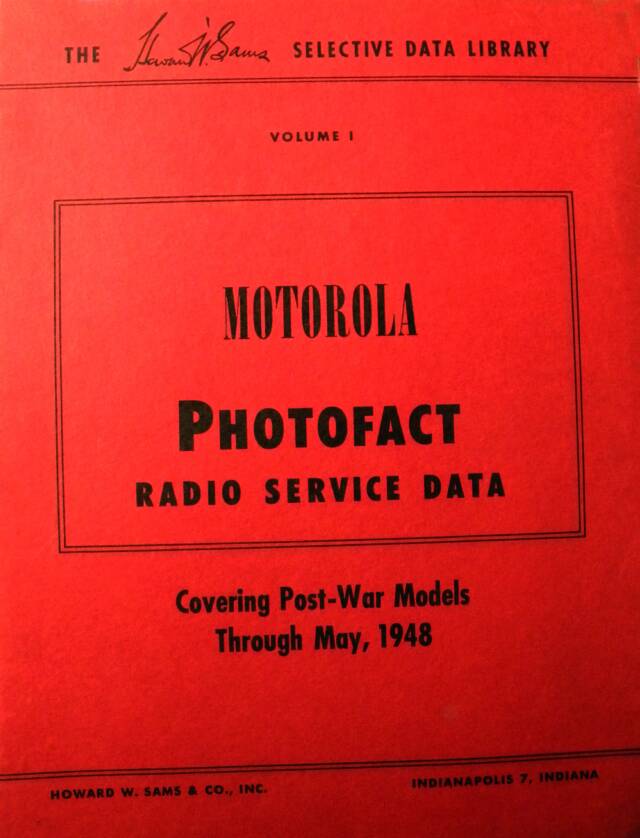 THE Howard W. Sams SELECTIVE DATA LIBRARY
VOLUME I
MOTOROLA
PHOTOFACT
RADIO SERVICE DATA
Covering Post-War Models
Through May, 1948
HOWARD W. SAMS & CO., INC. INDIANAPOLIS 7, INDIANA